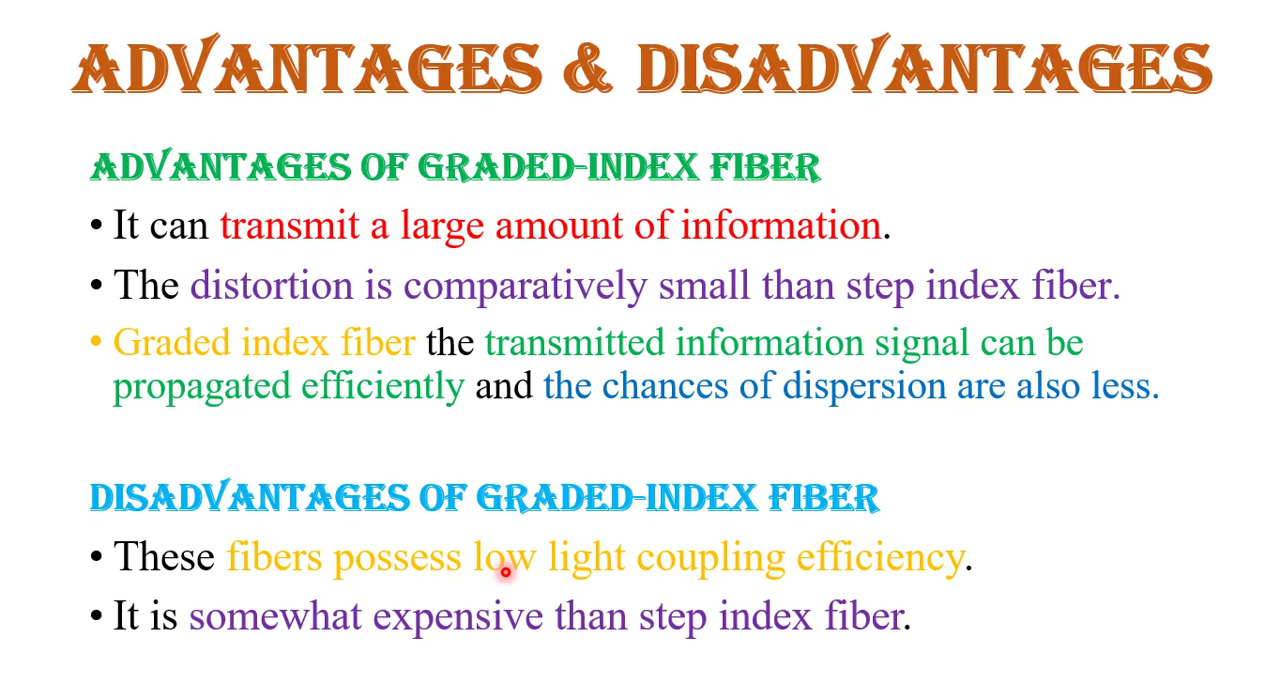 ADVANTAGES & DISADVANTAGES
ADVANTAGES OF GRADED-INDEX FIBER
• It can transmit a large amount of information.
• The distortion is comparatively small than step index fiber.
• Graded index fiber the transmitted information signal can be
propagated efficiently and the chances of dispersion are also less.
DISADVANTAGES OF GRADED-INDEX FIBER
• These fibers possess low light coupling efficiency.
• It is somewhat expensive than step index fiber.